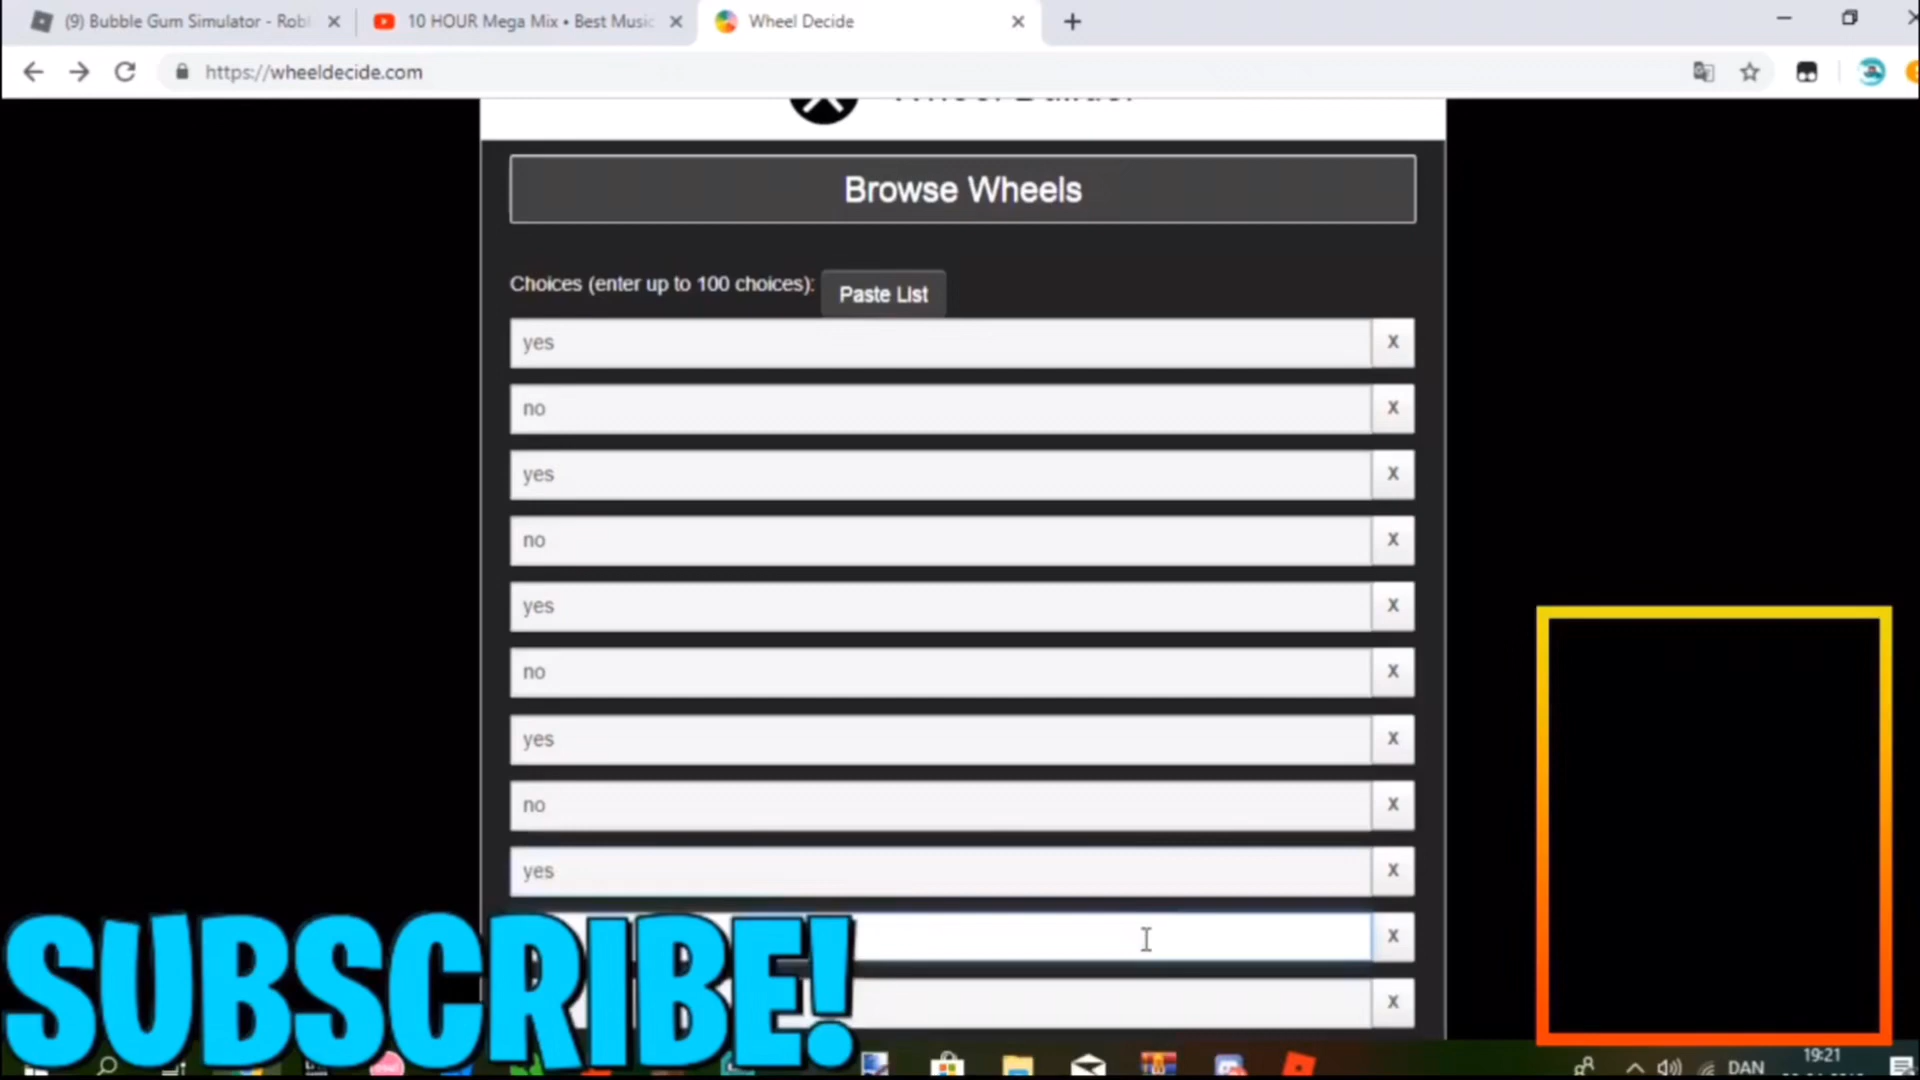 (9) Bubble Gum Simulator - Robl
10 HOUR Mega Mix • Best Music
Wheel Decide
https://wheeldecide.com
Browse Wheels
Choices (enter up to 100 choices):
Paste List
yes X
no X
yes X
no X
yes X
no X
yes X
no X
yes X
X
X
SUBSCRIBE!
DAN
19:21